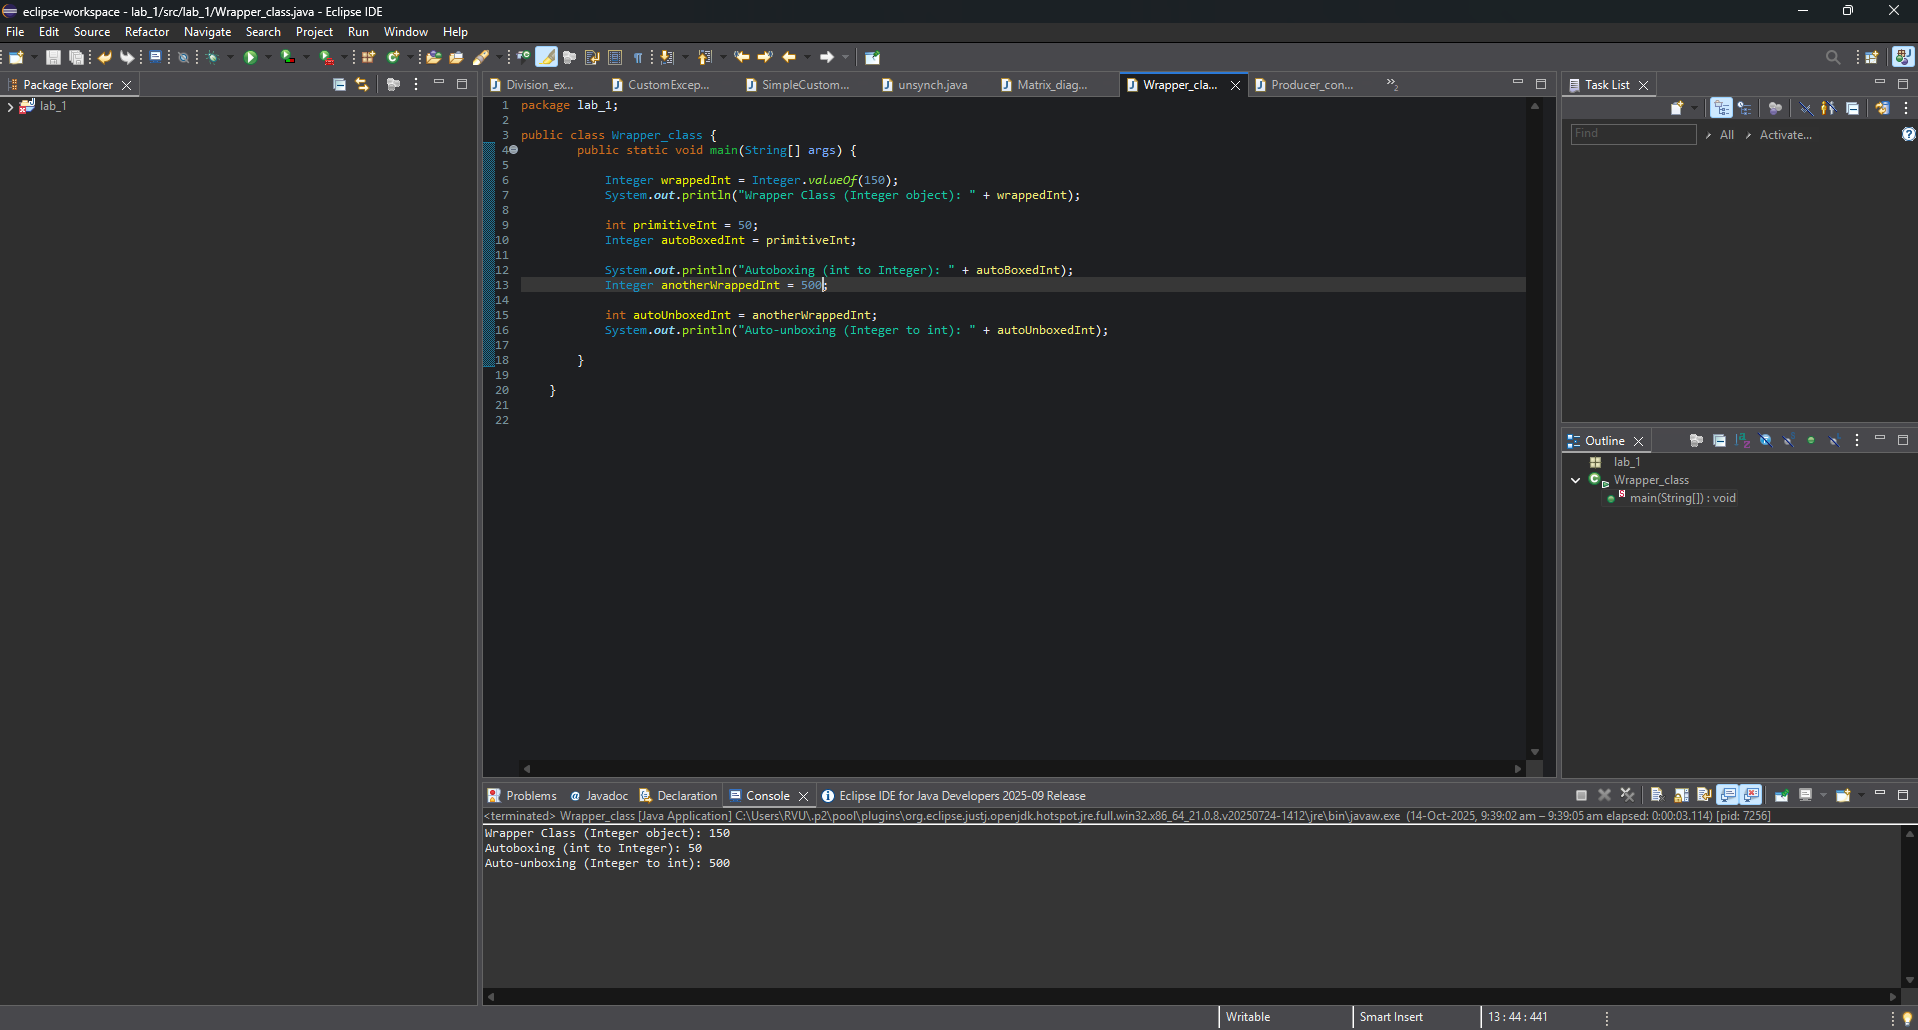 eclipse-workspace - lab_1/src/lab_1/Wrapper_class.java - Eclipse IDE
File Edit Source Refactor Navigate Search Project Run Window Help
Package Explorer
lab_1
Division_ex... CustomExcep... SimpleCustom... unsynch.java Matrix_diag... Wrapper_cla... Producer_con... »2
1 package lab_1;
2
3 public class Wrapper_class {
4 public static void main(String[] args) {
5
6 Integer wrappedInt = Integer.valueOf(150);
7 System.out.println("Wrapper Class (Integer object): " + wrappedInt);
8
9 int primitiveInt = 50;
10 Integer autoBoxedInt = primitiveInt;
11
12 System.out.println("Autoboxing (int to Integer): " + autoBoxedInt);
13 Integer anotherWrappedInt = 500;
14
15 int autoUnboxedInt = anotherWrappedInt;
16 System.out.println("Auto-unboxing (Integer to int): " + autoUnboxedInt);
17
18 }
19
20 }
21
22
Task List
Find All Activate...
Outline
lab_1
Wrapper_class
main(String[]) : void
Problems Javadoc Declaration Console Eclipse IDE for Java Developers 2025-09 Release
<terminated> Wrapper_class [Java Application] C:\Users\RVU\.p2\pool\plugins\org.eclipse.justj.openjdk.hotspot.jre.full.win32.x86_64_21.0.8.v20250724-1412\jre\bin\javaw.exe (14-Oct-2025, 9:39:02 am – 9:39:05 am elapsed: 0:00:03.114) [pid: 7256]
Wrapper Class (Integer object): 150
Autoboxing (int to Integer): 50
Auto-unboxing (Integer to int): 500
Writable Smart Insert 13 : 44 : 441